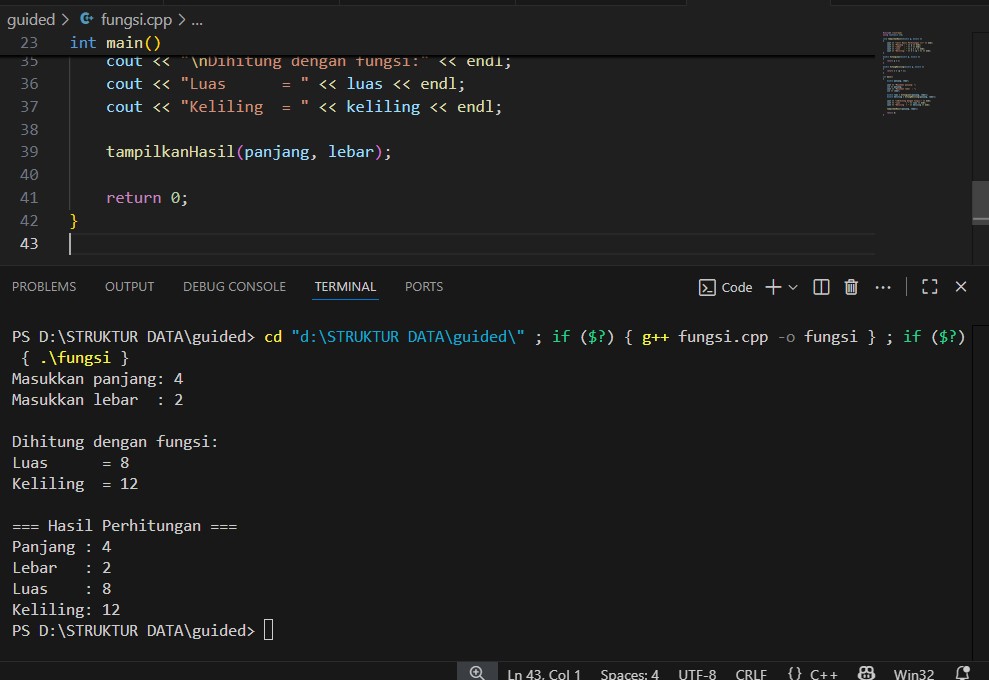 guided > fungsi.cpp > ...
23 int main()
35 cout << "\nDihitung dengan fungsi:" << endl;
36 cout << "Luas      = " << luas << endl;
37 cout << "Keliling  = " << keliling << endl;
38
39 tampilkanHasil(panjang, lebar);
40
41 return 0;
42 }
43
PROBLEMS OUTPUT DEBUG CONSOLE TERMINAL PORTS Code
PS D:\STRUKTUR DATA\guided> cd "d:\STRUKTUR DATA\guided\" ; if ($?) { g++ fungsi.cpp -o fungsi } ; if ($?)
{ .\fungsi }
Masukkan panjang: 4
Masukkan lebar  : 2
Dihitung dengan fungsi:
Luas      = 8
Keliling  = 12
=== Hasil Perhitungan ===
Panjang : 4
Lebar   : 2
Luas    : 8
Keliling: 12
PS D:\STRUKTUR DATA\guided>
Ln 43, Col 1 Spaces: 4 UTF-8 CRLF {} C++ Win32